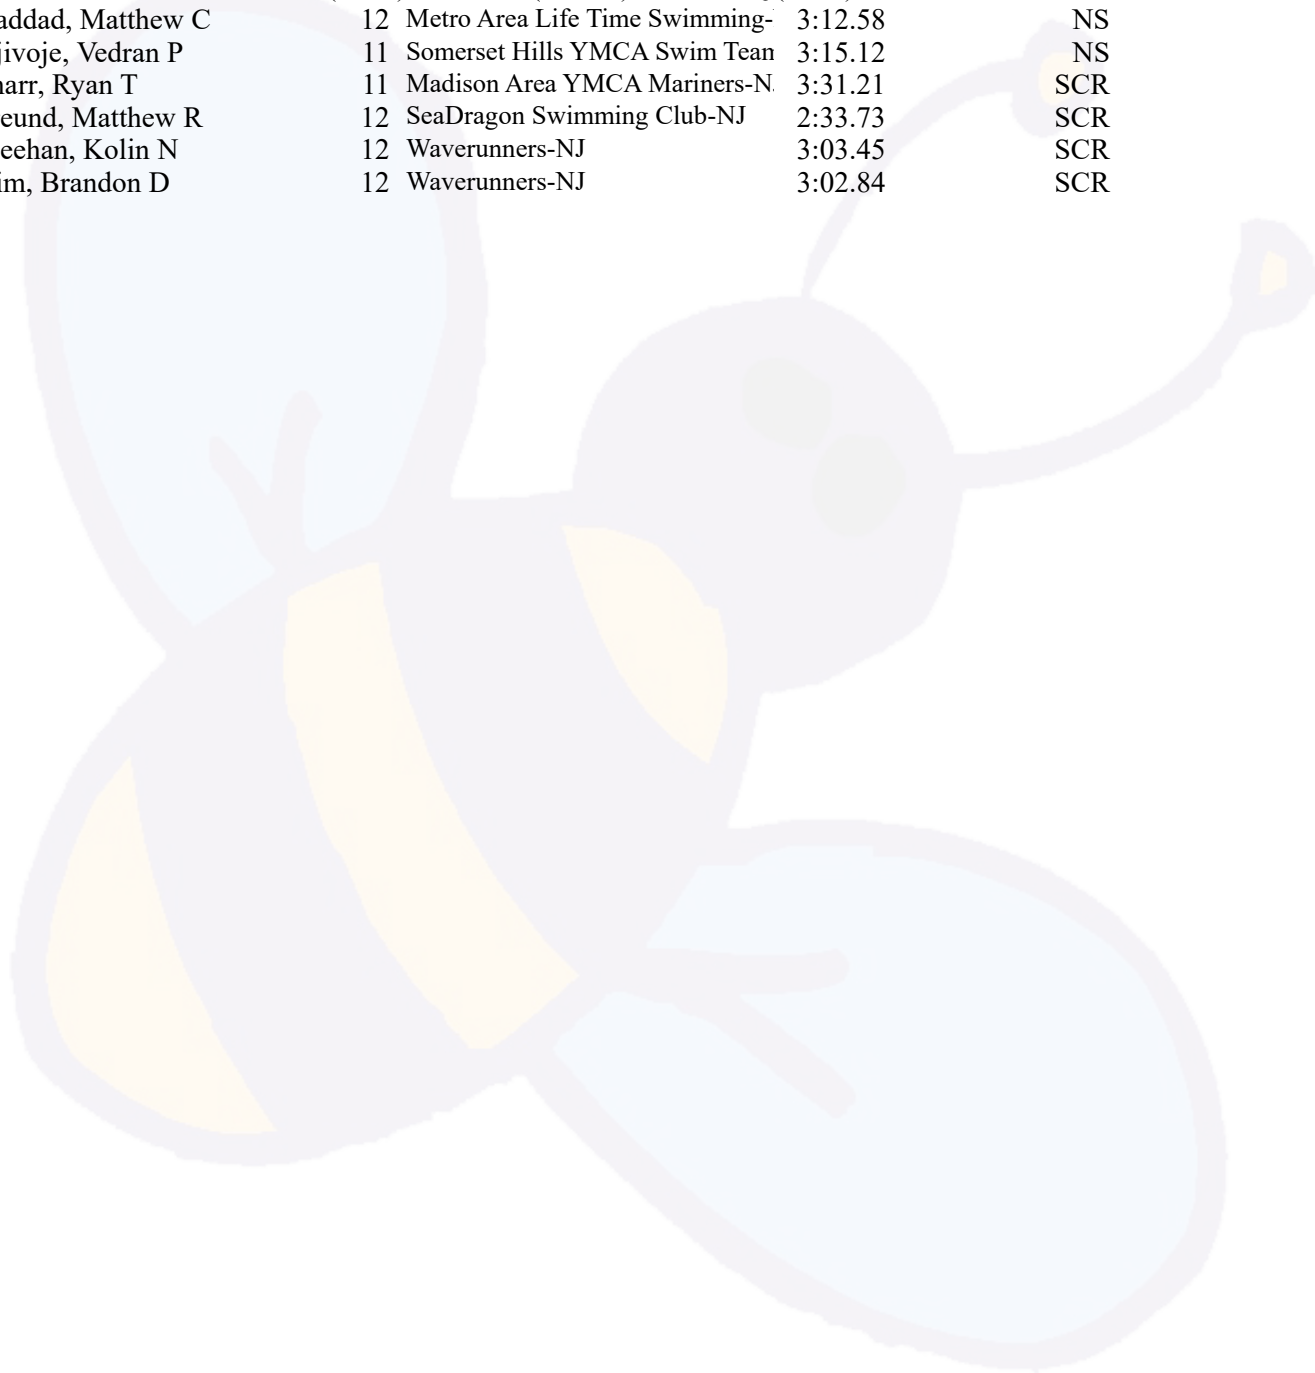 addad, Matthew C 12 Metro Area Life Time Swimming- 3:12.58 NS
jivoje, Vedran P 11 Somerset Hills YMCA Swim Team 3:15.12 NS
harr, Ryan T 11 Madison Area YMCA Mariners-N 3:31.21 SCR
eund, Matthew R 12 SeaDragon Swimming Club-NJ 2:33.73 SCR
eehan, Kolin N 12 Waverunners-NJ 3:03.45 SCR
im, Brandon D 12 Waverunners-NJ 3:02.84 SCR